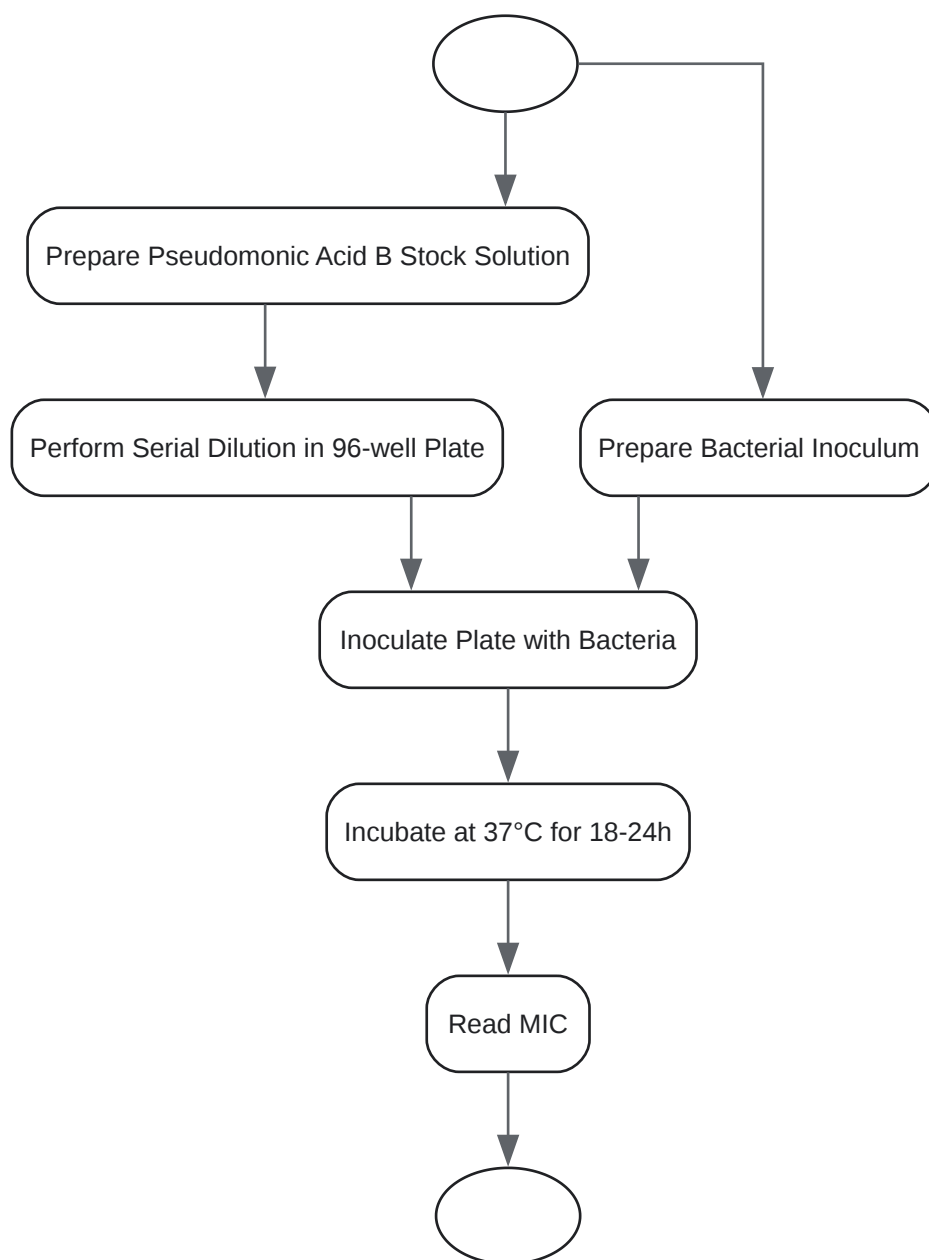 Prepare Pseudomonic Acid B Stock Solution
Perform Serial Dilution in 96-well Plate
Prepare Bacterial Inoculum
Inoculate Plate with Bacteria
Incubate at 37°C for 18-24h
Read MIC